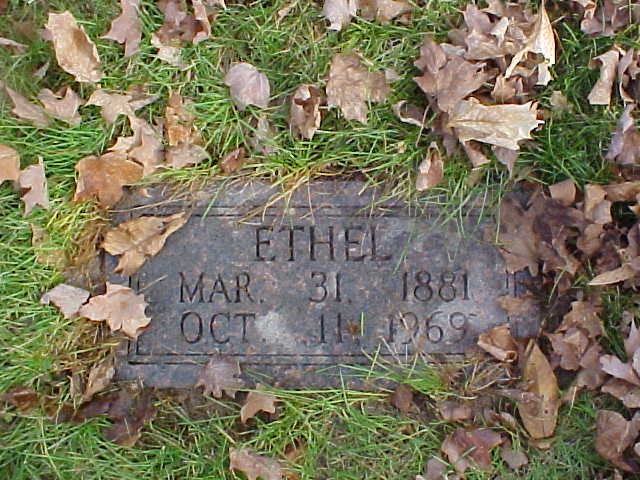 ETHEL
MAR. 31. 1881
OCT. 11. 1969